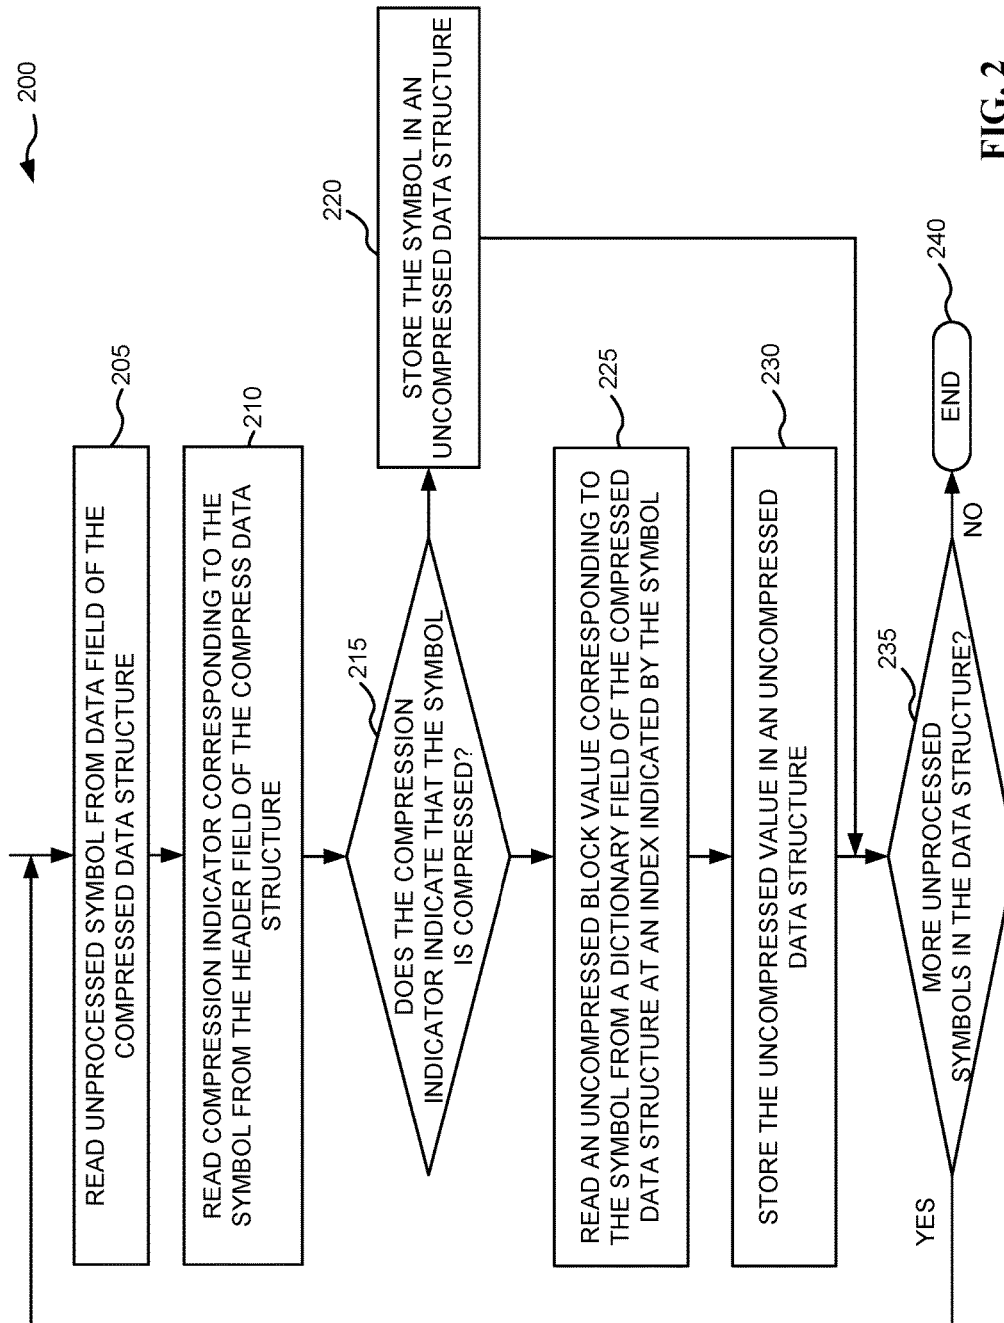 200
READ UNPROCESSED SYMBOL FROM DATA FIELD OF THE
COMPRESSED DATA STRUCTURE
205
READ COMPRESSION INDICATOR CORRESPONDING TO THE
SYMBOL FROM THE HEADER FIELD OF THE COMPRESS DATA
STRUCTURE
210
DOES THE COMPRESSION
INDICATOR INDICATE THAT THE SYMBOL
IS COMPRESSED?
215
STORE THE SYMBOL IN AN
UNCOMPRESSED DATA STRUCTURE
220
READ AN UNCOMPRESSED BLOCK VALUE CORRESPONDING TO
THE SYMBOL FROM A DICTIONARY FIELD OF THE COMPRESSED
DATA STRUCTURE AT AN INDEX INDICATED BY THE SYMBOL
225
STORE THE UNCOMPRESSED VALUE IN AN UNCOMPRESSED
DATA STRUCTURE
230
MORE UNPROCESSED
SYMBOLS IN THE DATA STRUCTURE?
235
YES
NO
END
240
FIG. 2